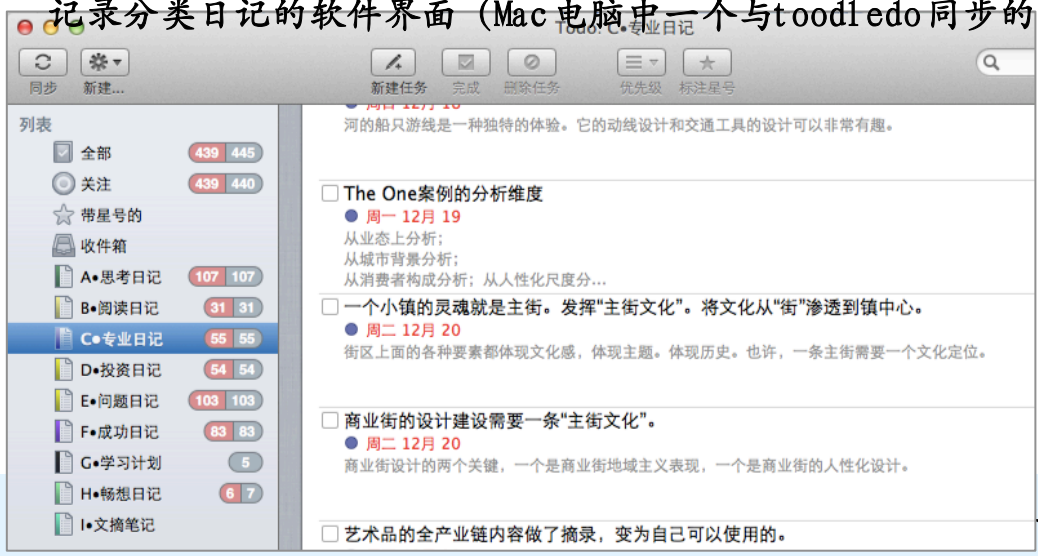 记录分类日记的软件界面（Mac电脑中一个与toodledo同步的
Todo: C•专业日记
同步 新建... 新建任务 完成 删除任务 优先级 标注星号
列表
全部 439 445
关注 439 440
带星号的
收件箱
A•思考日记 107 107
B•阅读日记 31 31
C•专业日记 55 55
D•投资日记 54 54
E•问题日记 103 103
F•成功日记 83 83
G•学习计划 5
H•畅想日记 6 7
I•文摘笔记
周日 12月 18
河的船只游线是一种独特的体验。它的动线设计和交通工具的设计可以非常有趣。
The One案例的分析维度
周一 12月 19
从业态上分析；
从城市背景分析；
从消费者构成分析；从人性化尺度分...
一个小镇的灵魂就是主街。发挥“主街文化”。将文化从“街”渗透到镇中心。
周二 12月 20
街区上面的各种要素都体现文化感，体现主题。体现历史。也许，一条主街需要一个文化定位。
商业街的设计建设需要一条“主街文化”。
周二 12月 20
商业街设计的两个关键，一个是商业街地域主义表现，一个是商业街的人性化设计。
艺术品的全产业链内容做了摘录，变为自己可以使用的。